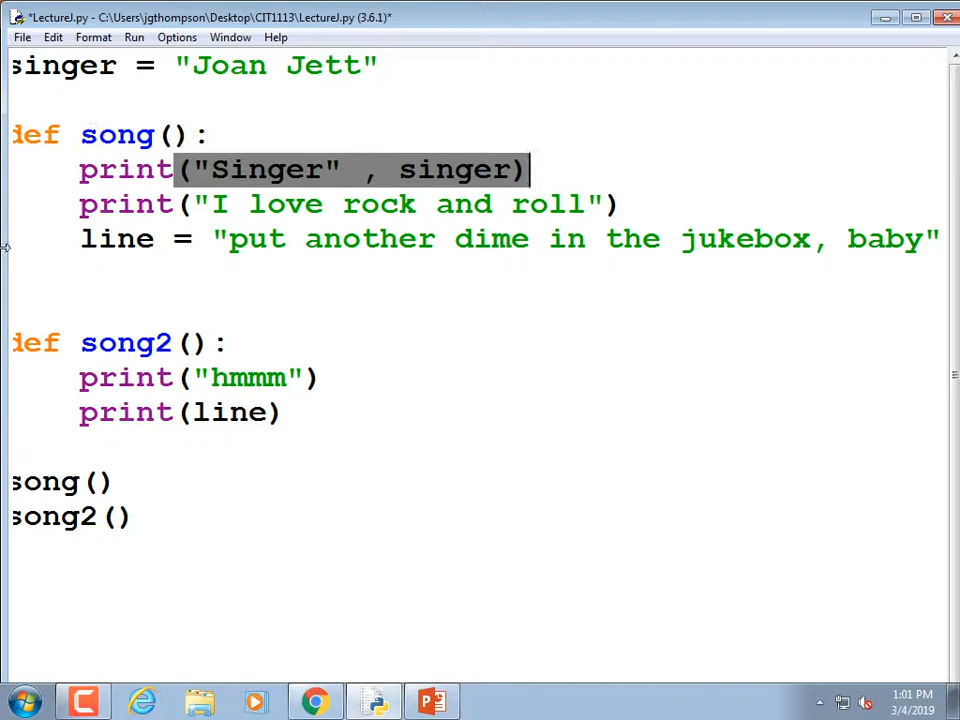 *LectureJ.py - C:\Users\jgthompson\Desktop\CIT1113\LectureJ.py (3.6.1)*
File Edit Format Run Options Window Help
singer = "Joan Jett"
def song():
    print("Singer" , singer)
    print("I love rock and roll")
    line = "put another dime in the jukebox, baby"
def song2():
    print("hmmm")
    print(line)
song()
song2()
1:01 PM
3/4/2019